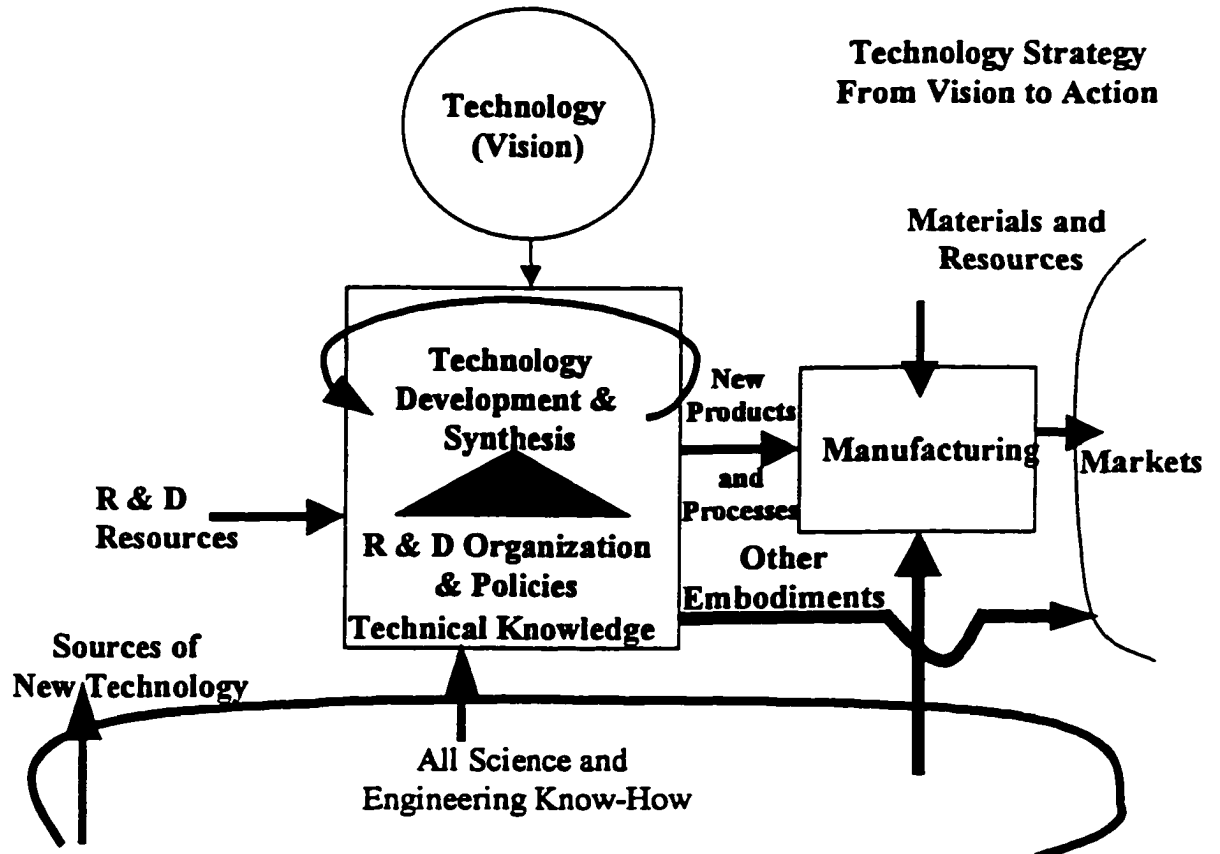 Technology Strategy
From Vision to Action
Technology
(Vision)
Materials and
Resources
Technology
Development &
Synthesis
New
Products
and
Processes
Manufacturing
Markets
R & D
Resources
R & D Organization
& Policies
Technical Knowledge
Other
Embodiments
Sources of
New Technology
All Science and
Engineering Know-How